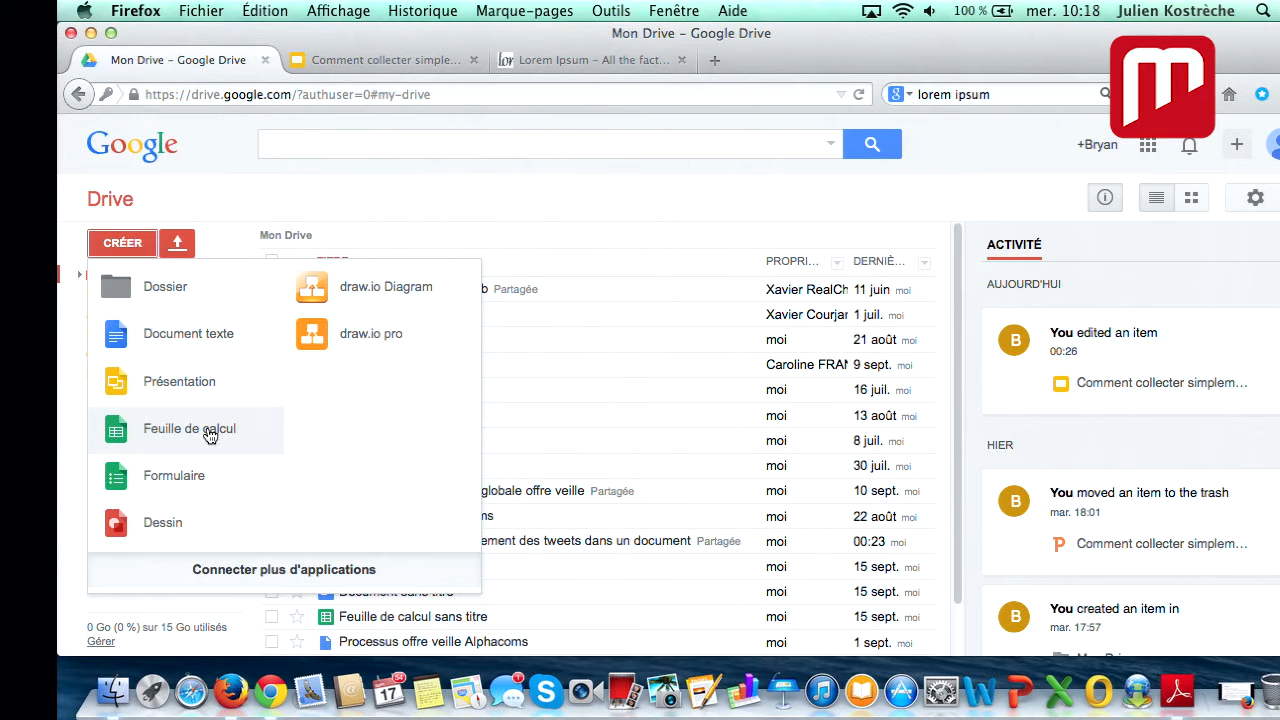 Firefox Fichier Édition Affichage Historique Marque-pages Outils Fenêtre Aide 100 % mer. 10:18 Julien Kostrèche
Mon Drive – Google Drive
Mon Drive – Google Drive × Comment collecter simple... × Lorem Ipsum – All the fact... × +
https://drive.google.com/?authuser=0#my-drive lorem ipsum
Google +Bryan
Drive
CRÉER
Mon Drive
ACTIVITÉ
PROPRI... DERNIÈ...
Dossier draw.io Diagram
Document texte draw.io pro
Présentation
Feuille de calcul
Formulaire
Dessin
Connecter plus d'applications
b Partagée Xavier RealCh 11 juin moi
Xavier Courjan 1 juil. moi
moi 21 août moi
Caroline FRAN 9 sept. moi
moi 16 juil. moi
moi 13 août moi
moi 8 juil. moi
moi 30 juil. moi
globale offre veille Partagée moi 10 sept. moi
ms moi 22 août moi
ement des tweets dans un document Partagée moi 00:23 moi
moi 15 sept. moi
Document sans titre moi 15 sept. moi
Feuille de calcul sans titre moi 15 sept. moi
Processus offre veille Alphacoms moi 1 sept. moi
0 Go (0 %) sur 15 Go utilisés
Gérer
AUJOURD'HUI
B You edited an item
00:26
Comment collecter simplem...
HIER
B You moved an item to the trash
mar. 18:01
Comment collecter simplem...
B You created an item in
mar. 17:57
17 54 1